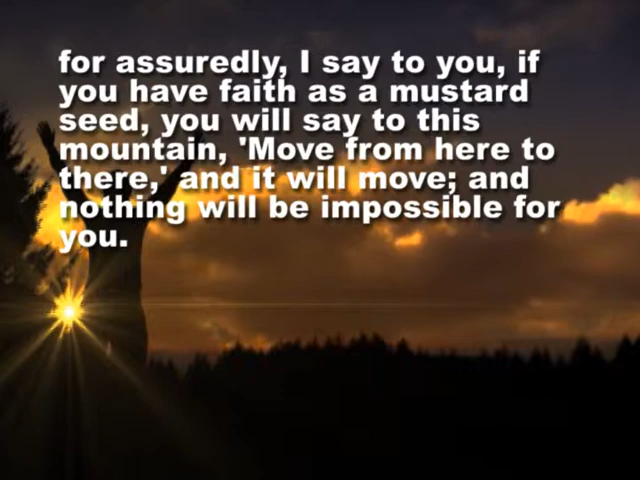 for assuredly, I say to you, if
you have faith as a mustard
seed, you will say to this
mountain, 'Move from here to
there,' and it will move; and
nothing will be impossible for
you.